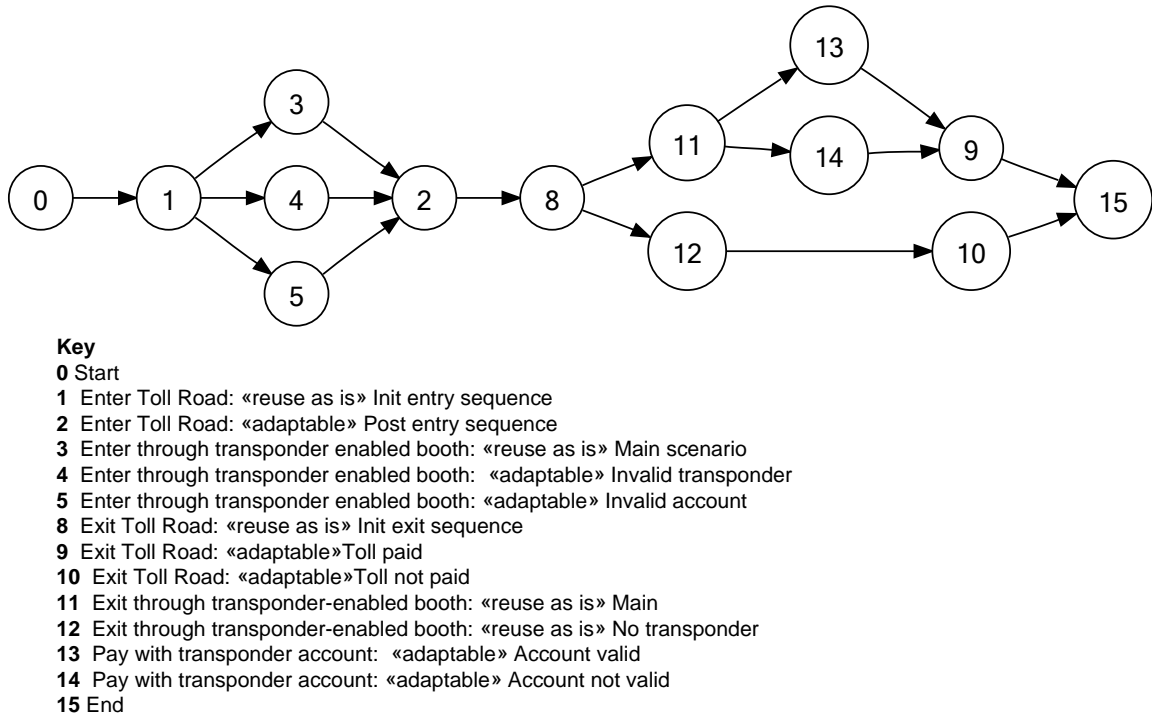 13
3
11
14
9
0
1
4
2
8
15
12
10
5
Key
0 Start
1 Enter Toll Road: «reuse as is» Init entry sequence
2 Enter Toll Road: «adaptable» Post entry sequence
3 Enter through transponder enabled booth: «reuse as is» Main scenario
4 Enter through transponder enabled booth: «adaptable» Invalid transponder
5 Enter through transponder enabled booth: «adaptable» Invalid account
8 Exit Toll Road: «reuse as is» Init exit sequence
9 Exit Toll Road: «adaptable»Toll paid
10 Exit Toll Road: «adaptable»Toll not paid
11 Exit through transponder-enabled booth: «reuse as is» Main
12 Exit through transponder-enabled booth: «reuse as is» No transponder
13 Pay with transponder account: «adaptable» Account valid
14 Pay with transponder account: «adaptable» Account not valid
15 End